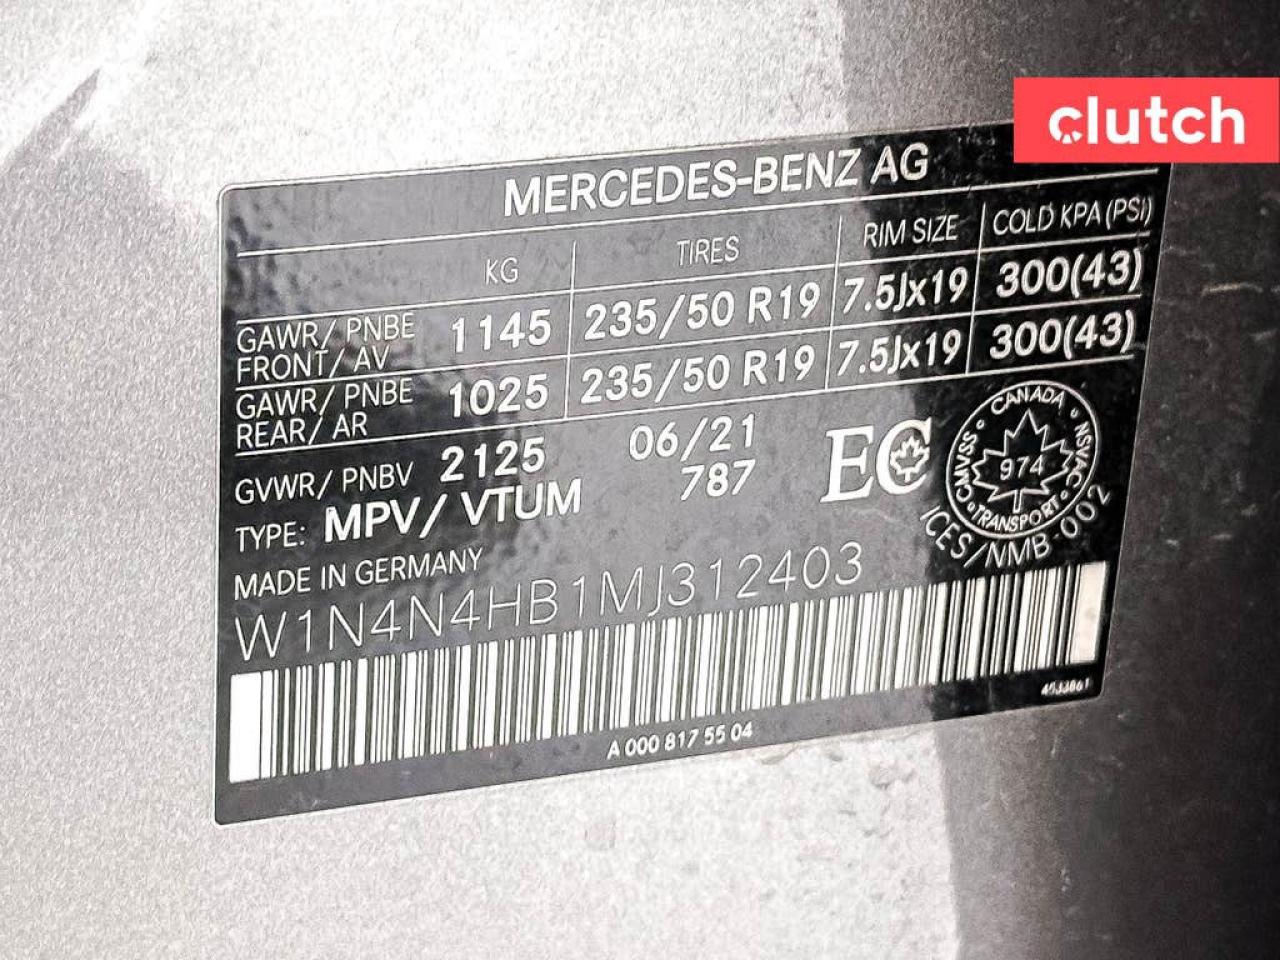 clutch
MERCEDES-BENZ AG
KG TIRES RIM SIZE COLD KPA (PSI)
GAWR/ PNBE FRONT/ AV 1145 235/50 R19 7.5Jx19 300(43)
GAWR/ PNBE REAR/ AR 1025 235/50 R19 7.5Jx19 300(43)
GVWR/ PNBV 2125 06/21
TYPE: MPV/ VTUM 787
EC
CANADA
CMVSS 974 NSVAC
TRANSPORT
ICES/NMB-002
MADE IN GERMANY
W1N4N4HB1MJ312403
A 000 817 55 04